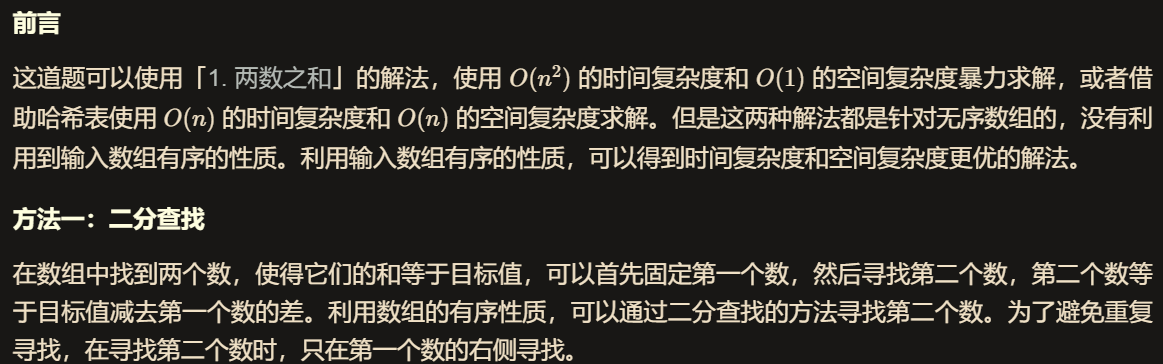 前言
这道题可以使用「1. 两数之和」的解法，使用 O(n²) 的时间复杂度和 O(1) 的空间复杂度暴力求解，或者借
助哈希表使用 O(n) 的时间复杂度和 O(n) 的空间复杂度求解。但是这两种解法都是针对无序数组的，没有利
用到输入数组有序的性质。利用输入数组有序的性质，可以得到时间复杂度和空间复杂度更优的解法。
方法一：二分查找
在数组中找到两个数，使得它们的和等于目标值，可以首先固定第一个数，然后寻找第二个数，第二个数等
于目标值减去第一个数的差。利用数组的有序性质，可以通过二分查找的方法寻找第二个数。为了避免重复
寻找，在寻找第二个数时，只在第一个数的右侧寻找。